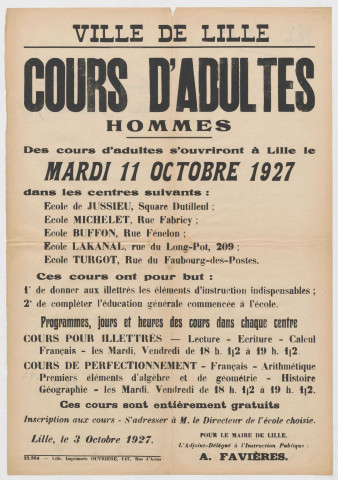 VILLE DE LILLE
COURS D'ADULTES
HOMMES
Des cours d'adultes s'ouvriront à Lille le
MARDI 11 OCTOBRE 1927
dans les centres suivants :
Ecole de JUSSIEU, Square Dutilleul ;
Ecole MICHELET, Rue Fabricy ;
Ecole BUFFON, Rue Fénelon ;
Ecole LAKANAL, rue du Long-Pot, 209 ;
Ecole TURGOT, Rue du Faubourg-des-Postes.
Ces cours ont pour but :
1° de donner aux illettrés les éléments d'instruction indispensables ;
2° de compléter l'éducation générale commencée à l'école.
Programmes, jours et heures des cours dans chaque centre
COURS POUR ILLETTRÉS — Lecture - Ecriture - Calcul
Français - les Mardi, Vendredi de 18 h. 1|2 à 19 h. 1|2.
COURS DE PERFECTIONNEMENT - Français - Arithmétique
Premiers éléments d'algèbre et de géométrie - Histoire
Géographie - les Mardi, Vendredi de 18 h. 1|2 à 19 h. 1|2.
Ces cours sont entièrement gratuits
Inscription aux cours - S'adresser à M. le Directeur de l'école choisie.
Lille, le 3 Octobre 1927.
POUR LE MAIRE DE LILLE,
L'Adjoint-Délégué à l'Instruction Publique :
A. FAVIÈRES.
Lille, Imprimerie OUVRIÈRE, 147, Rue d'Arras